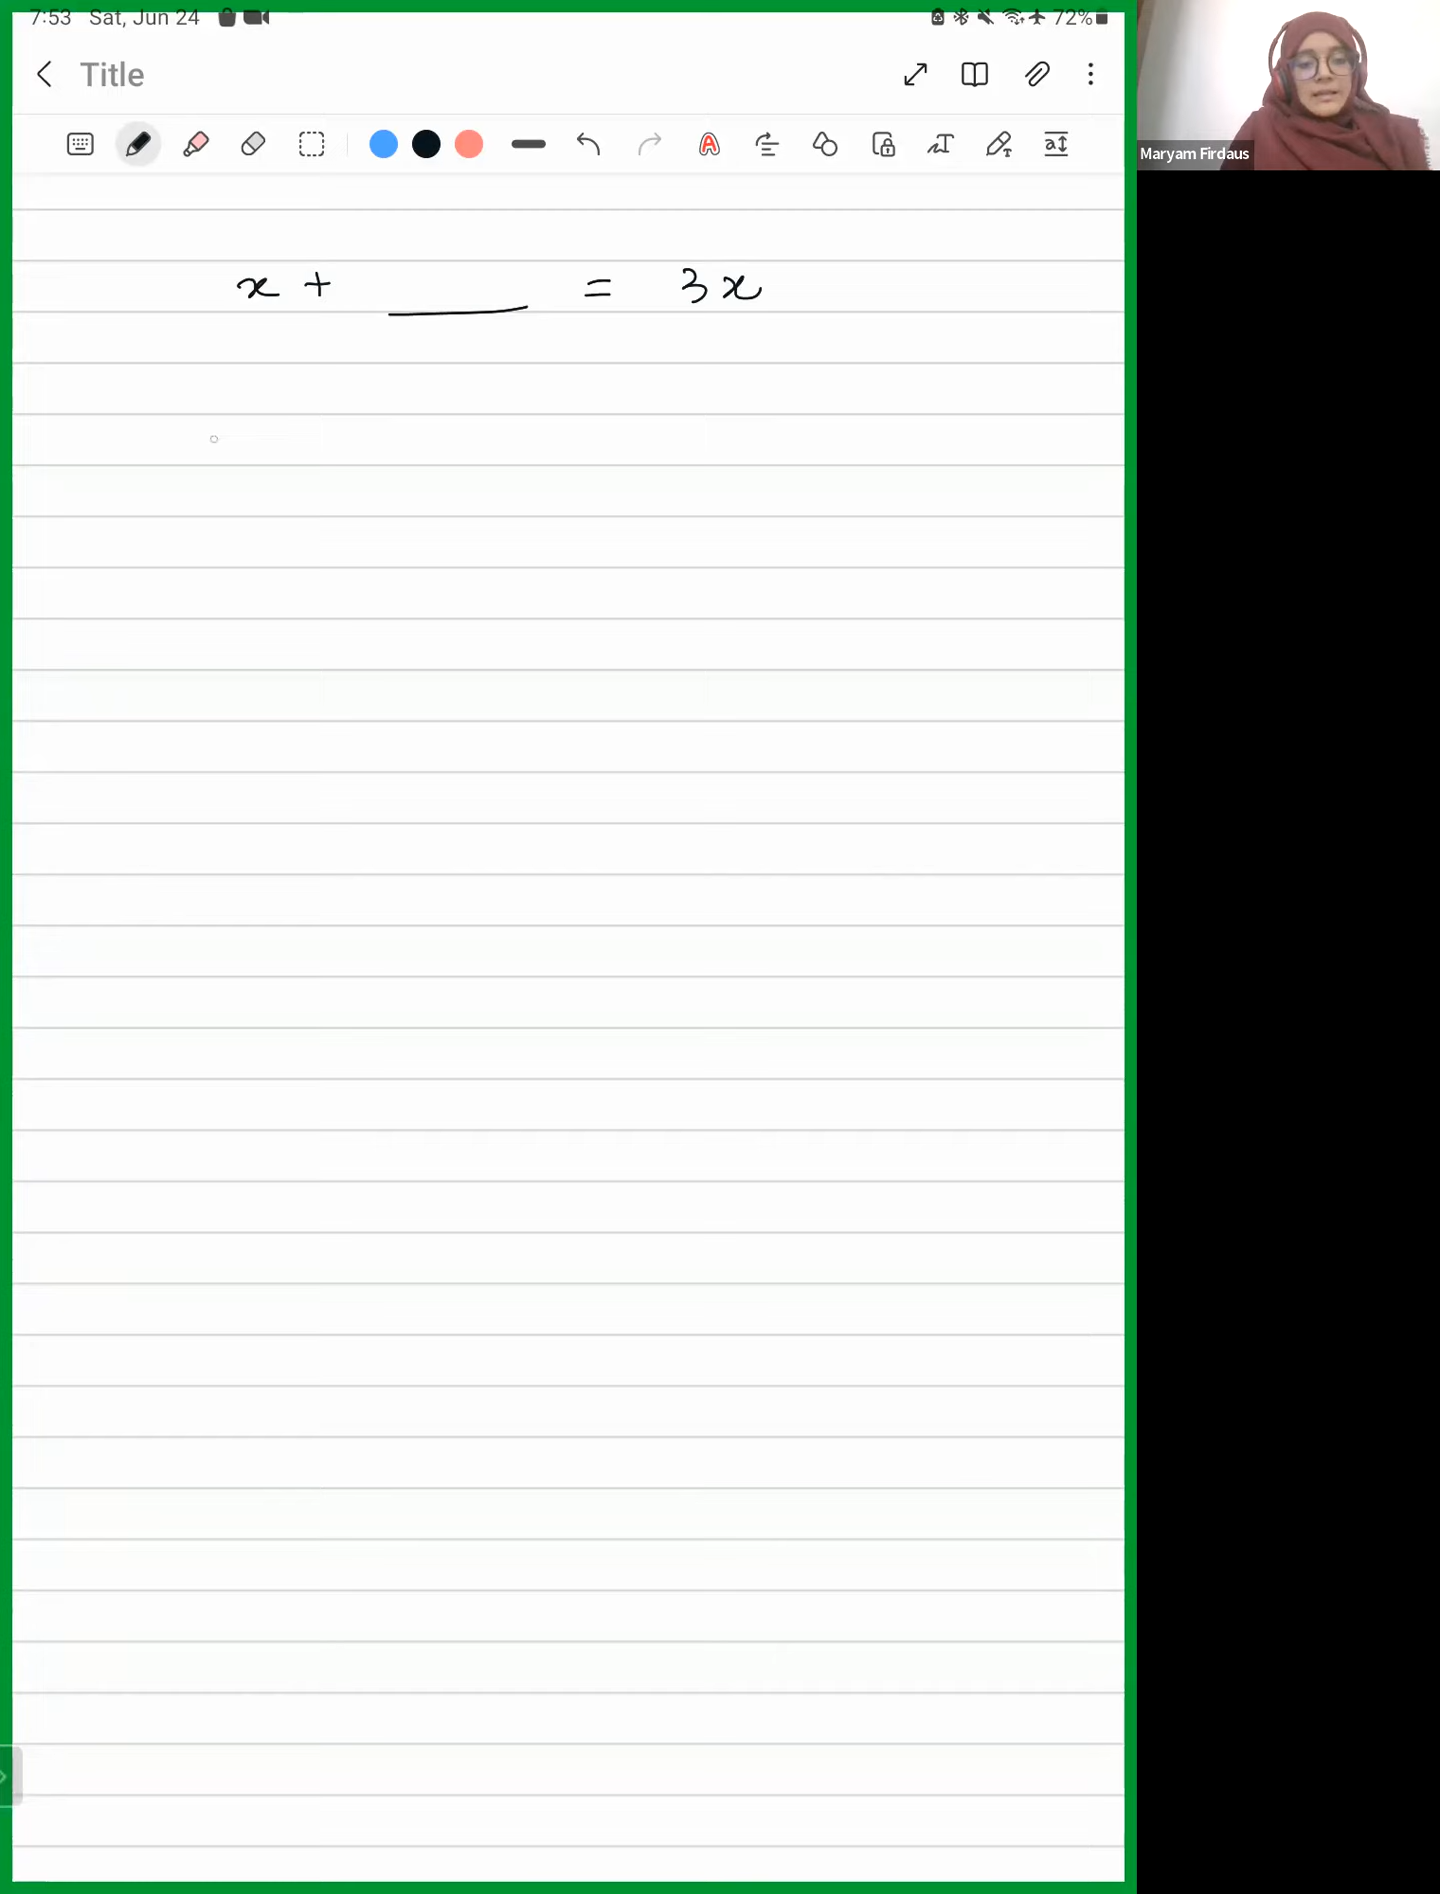 7:53 Sat, Jun 24 72%
Title
x + ____ = 3x
Maryam Firdaus